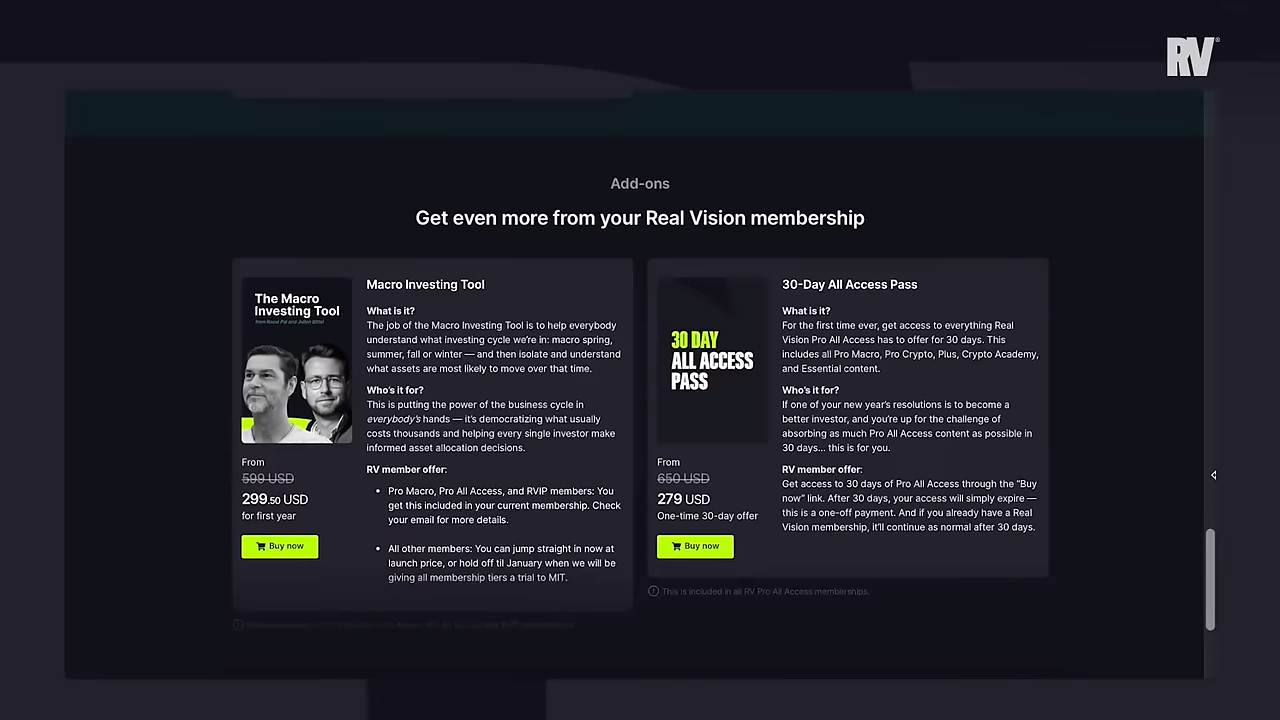 RV®
Add-ons
Get even more from your Real Vision membership
The Macro
Investing Tool
from Raoul Pal and Julien Bittel
Macro Investing Tool
What is it?
The job of the Macro Investing Tool is to help everybody
understand what investing cycle we're in: macro spring,
summer, fall or winter — and then isolate and understand
what assets are most likely to move over that time.
Who's it for?
This is putting the power of the business cycle in
everybody's hands — it's democratizing what usually
costs thousands and helping every single investor make
informed asset allocation decisions.
RV member offer:
• Pro Macro, Pro All Access, and RVIP members: You
get this included in your current membership. Check
your email for more details.
• All other members: You can jump straight in now at
launch price, or hold off til January when we will be
giving all membership tiers a trial to MIT.
From
599 USD
299.50 USD
for first year
Buy now
30 DAY
ALL ACCESS
PASS
30-Day All Access Pass
What is it?
For the first time ever, get access to everything Real
Vision Pro All Access has to offer for 30 days. This
includes all Pro Macro, Pro Crypto, Plus, Crypto Academy,
and Essential content.
Who's it for?
If one of your new year's resolutions is to become a
better investor, and you're up for the challenge of
absorbing as much Pro All Access content as possible in
30 days... this is for you.
RV member offer:
Get access to 30 days of Pro All Access through the "Buy
now" link. After 30 days, your access will simply expire —
this is a one-off payment. And if you already have a Real
Vision membership, it'll continue as normal after 30 days.
From
650 USD
279 USD
One-time 30-day offer
Buy now
This is included in all RV Pro All Access memberships.